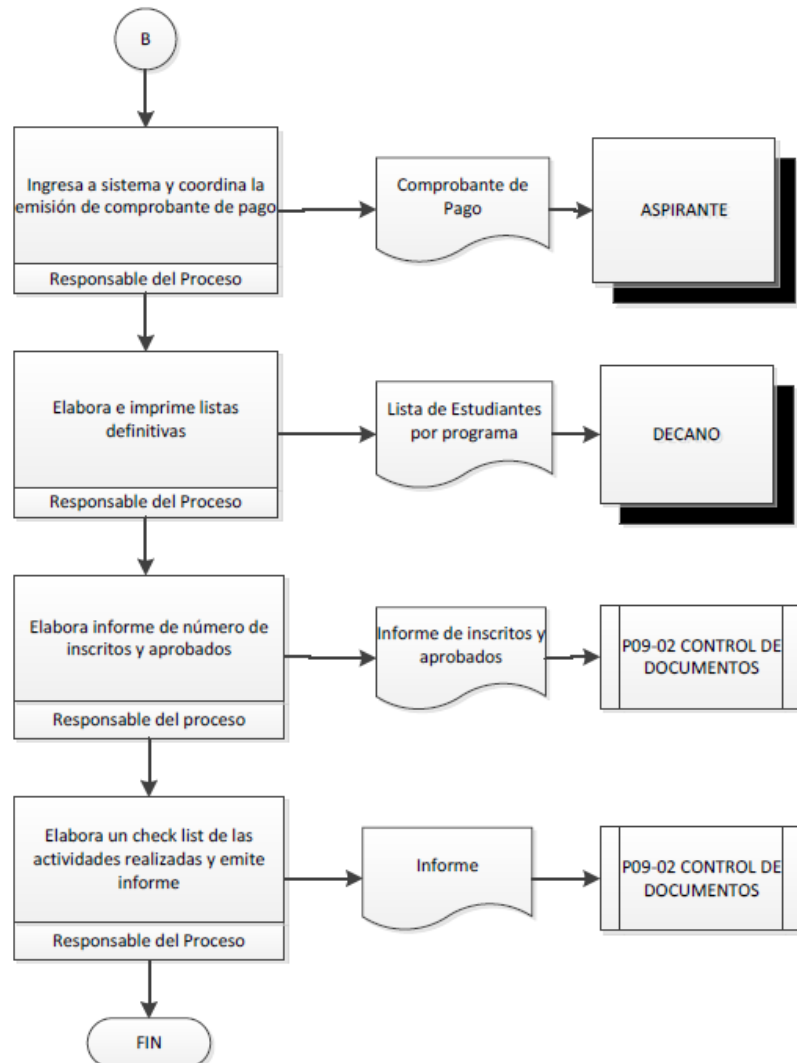 B
Ingresa a sistema y coordina la
emisión de comprobante de pago
Responsable del Proceso
Comprobante de
Pago
ASPIRANTE
Elabora e imprime listas
definitivas
Responsable del Proceso
Lista de Estudiantes
por programa
DECANO
Elabora informe de número de
inscritos y aprobados
Responsable del proceso
Informe de inscritos y
aprobados
P09-02 CONTROL DE
DOCUMENTOS
Elabora un check list de las
actividades realizadas y emite
informe
Responsable del Proceso
Informe
P09-02 CONTROL DE
DOCUMENTOS
FIN